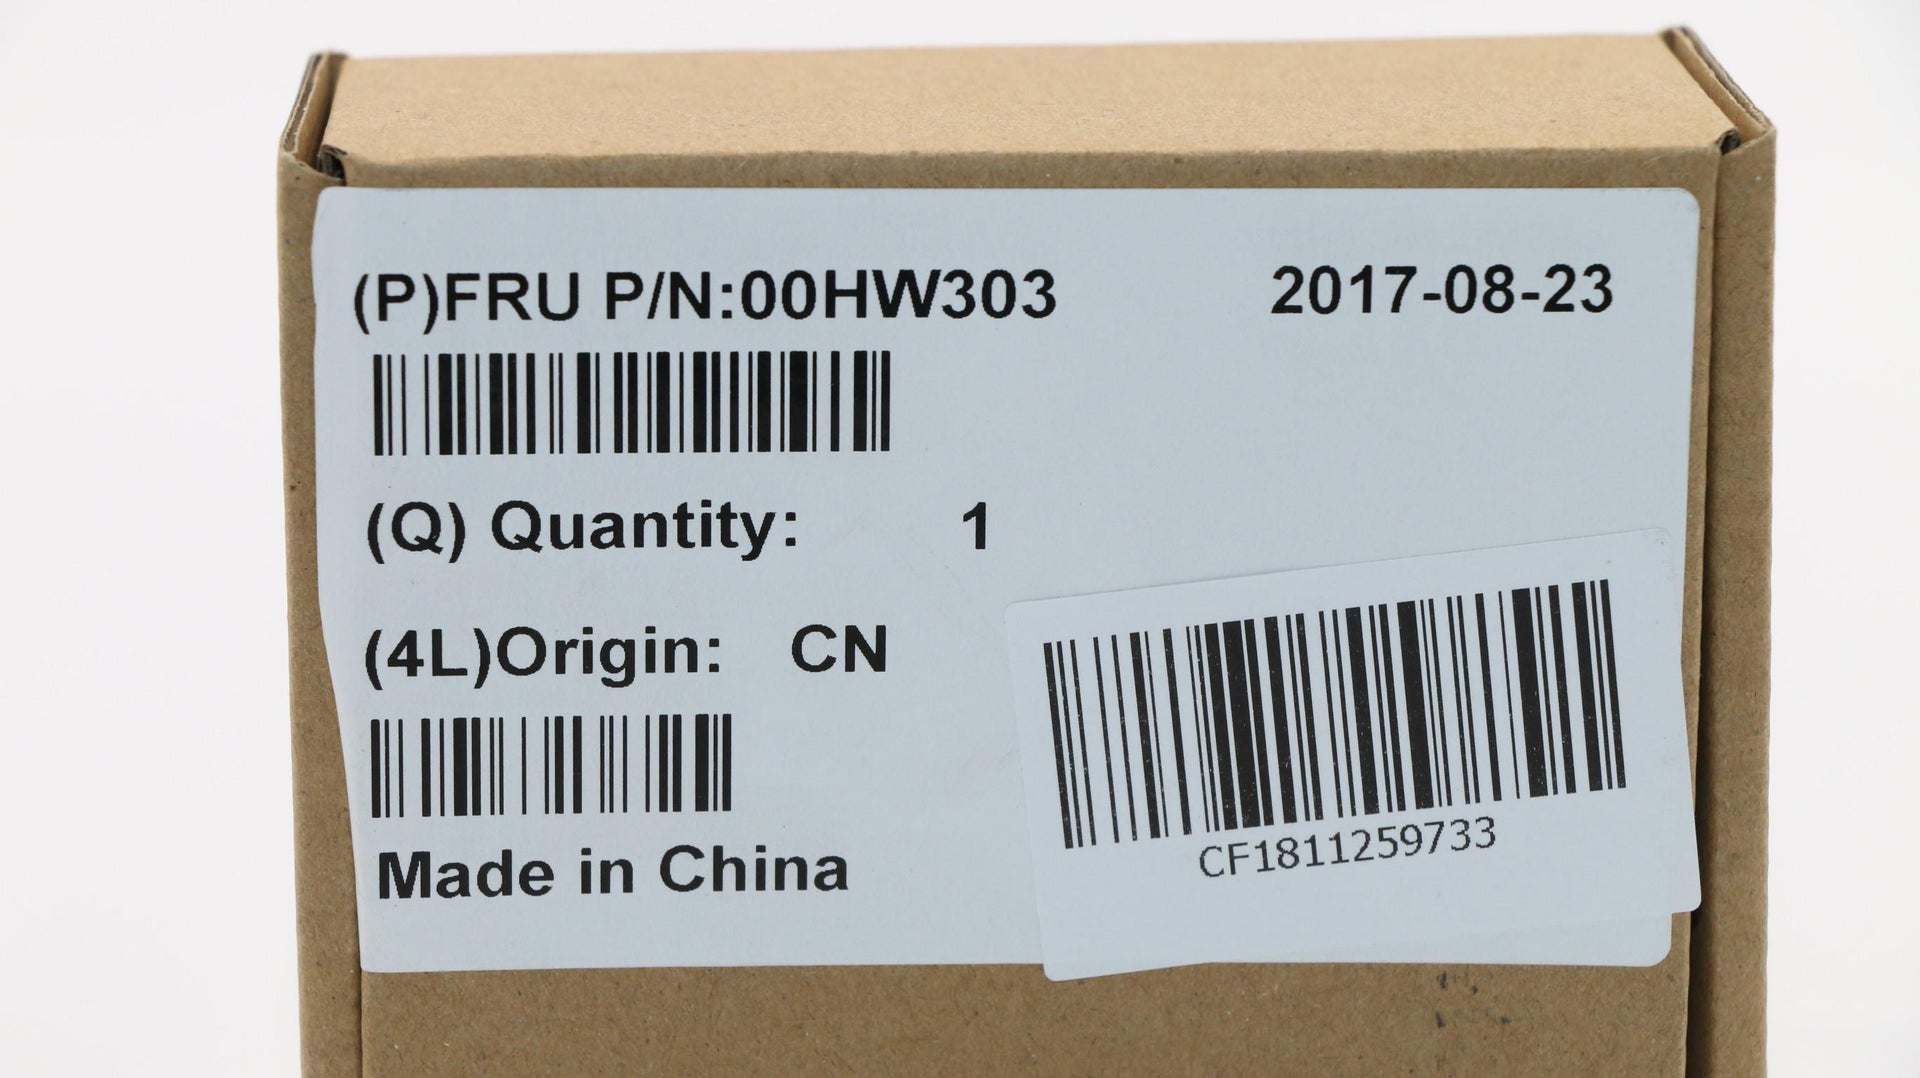 (P)FRU P/N:00HW303 2017-08-23
(Q) Quantity: 1
(4L)Origin: CN
Made in China
CF1811259733